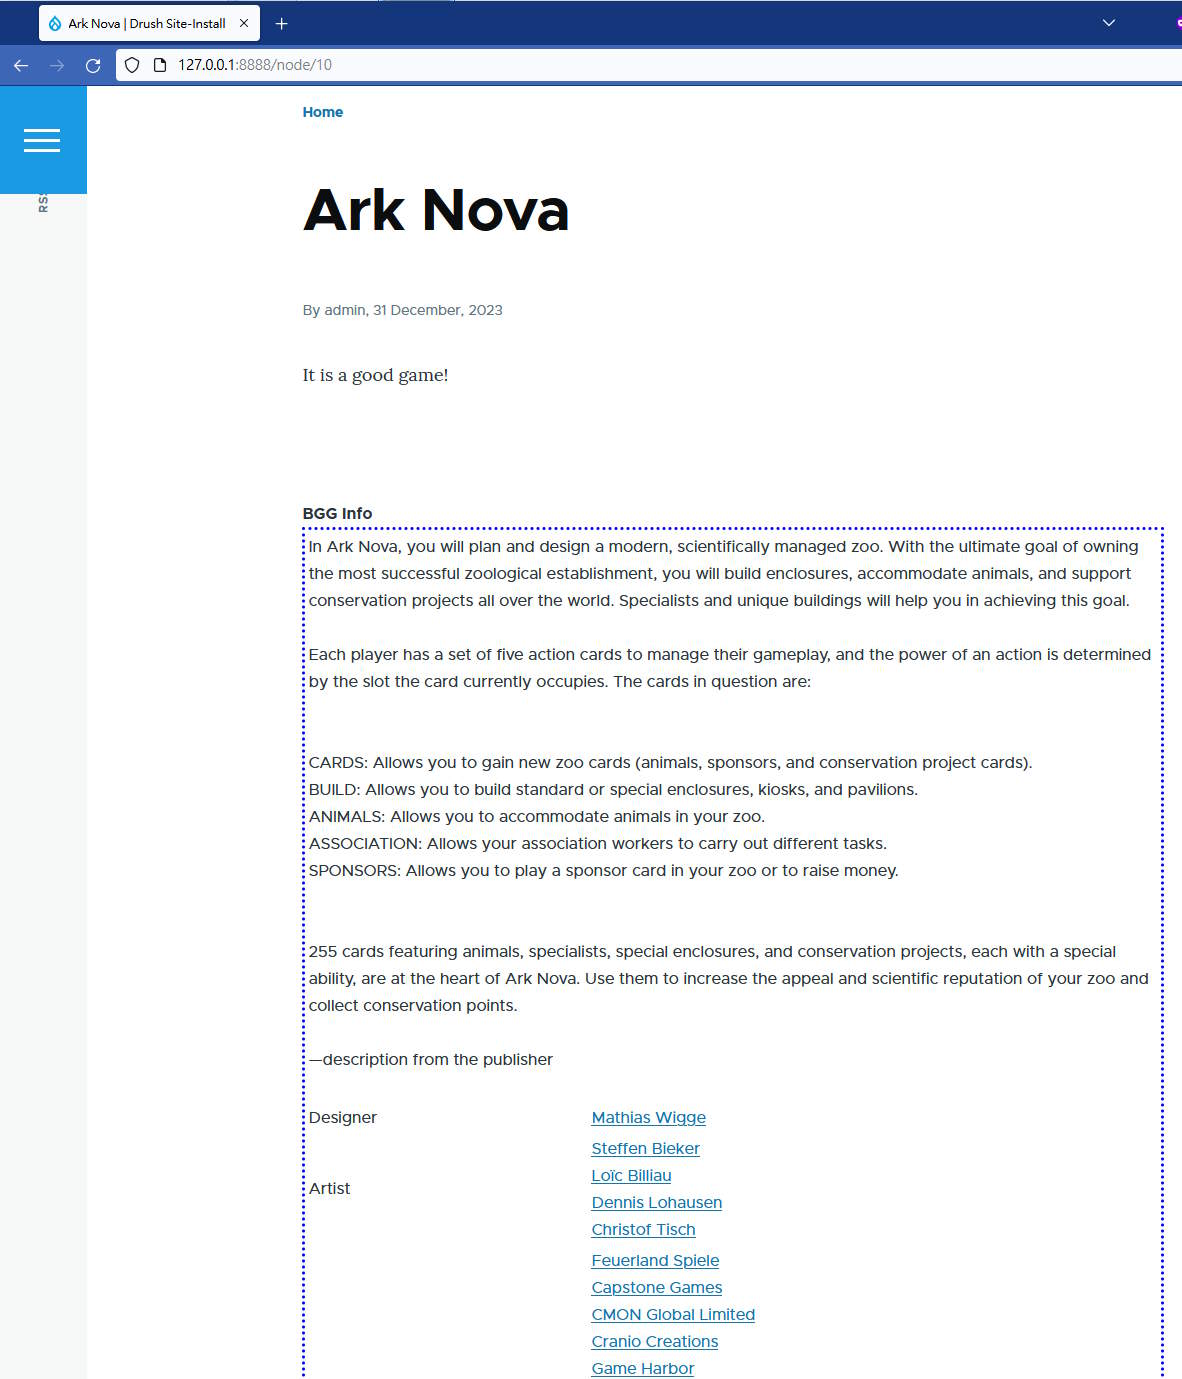 Ark Nova | Drush Site-Install
127.0.0.1:8888/node/10
Home
RSS
Ark Nova
By admin, 31 December, 2023
It is a good game!
BGG Info
In Ark Nova, you will plan and design a modern, scientifically managed zoo. With the ultimate goal of owning
the most successful zoological establishment, you will build enclosures, accommodate animals, and support
conservation projects all over the world. Specialists and unique buildings will help you in achieving this goal.
Each player has a set of five action cards to manage their gameplay, and the power of an action is determined
by the slot the card currently occupies. The cards in question are:
CARDS: Allows you to gain new zoo cards (animals, sponsors, and conservation project cards).
BUILD: Allows you to build standard or special enclosures, kiosks, and pavilions.
ANIMALS: Allows you to accommodate animals in your zoo.
ASSOCIATION: Allows your association workers to carry out different tasks.
SPONSORS: Allows you to play a sponsor card in your zoo or to raise money.
255 cards featuring animals, specialists, special enclosures, and conservation projects, each with a special
ability, are at the heart of Ark Nova. Use them to increase the appeal and scientific reputation of your zoo and
collect conservation points.
—description from the publisher
Designer
Mathias Wigge
Artist
Steffen Bieker
Loïc Billiau
Dennis Lohausen
Christof Tisch
Feuerland Spiele
Capstone Games
CMON Global Limited
Cranio Creations
Game Harbor